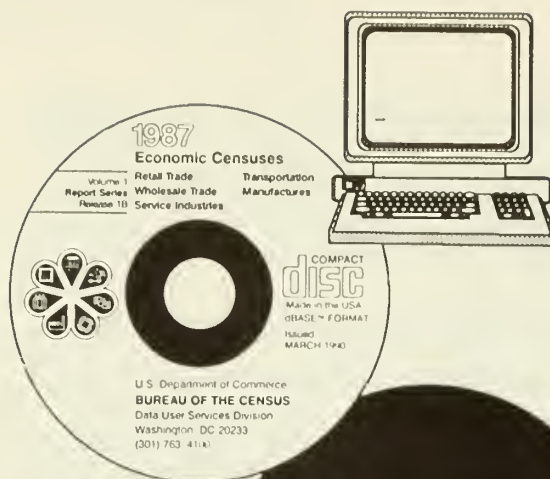 1987
Economic Censuses
Volume 1
Report Series
Release 1B
Retail Trade
Wholesale Trade
Service Industries
Transportation
Manufactures
COMPACT
disc
Made in the USA
dBASE™ FORMAT
Issued
MARCH 1990
U.S. Department of Commerce
BUREAU OF THE CENSUS
Data User Services Division
Washington, DC 20233
(301) 763